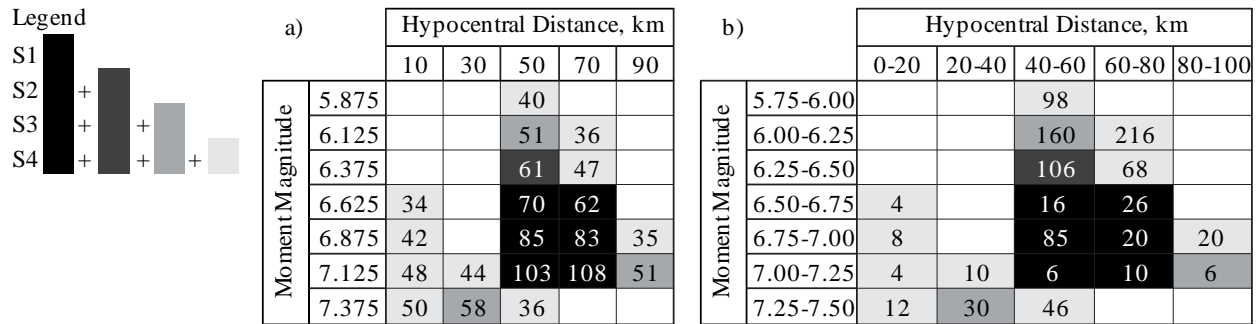 Legend
S1
S2 +
S3 + +
S4 + + +
a)
Hypocentral Distance, km
10 30 50 70 90
Moment Magnitude
5.875 40
6.125 51 36
6.375 61 47
6.625 34 70 62
6.875 42 85 83 35
7.125 48 44 103 108 51
7.375 50 58 36
b)
Hypocentral Distance, km
0-20 20-40 40-60 60-80 80-100
Moment Magnitude
5.75-6.00 98
6.00-6.25 160 216
6.25-6.50 106 68
6.50-6.75 4 16 26
6.75-7.00 8 85 20 20
7.00-7.25 4 10 6 10 6
7.25-7.50 12 30 46